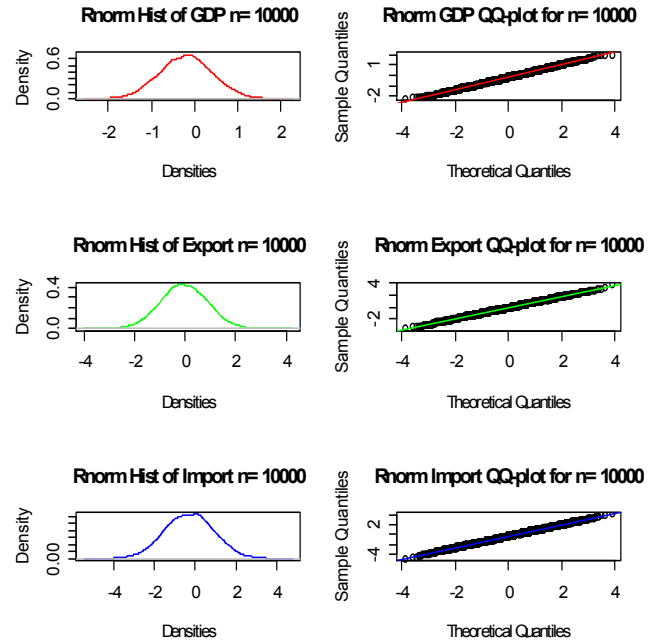 Rnorm Hist of GDP n= 10000
Density
0.0 0.6
-2 -1 0 1 2
Densities
Rnorm GDP QQ-plot for n= 10000
Sample Quantiles
-2 1
-4 -2 0 2 4
Theoretical Quantiles
Rnorm Hist of Export n= 10000
Density
0.0 0.4
-4 -2 0 2 4
Densities
Rnorm Export QQ-plot for n= 10000
Sample Quantiles
-2 4
-4 -2 0 2 4
Theoretical Quantiles
Rnorm Hist of Import n= 10000
Density
0.00
-4 -2 0 2 4
Densities
Rnorm Import QQ-plot for n= 10000
Sample Quantiles
-4 2
-4 -2 0 2 4
Theoretical Quantiles